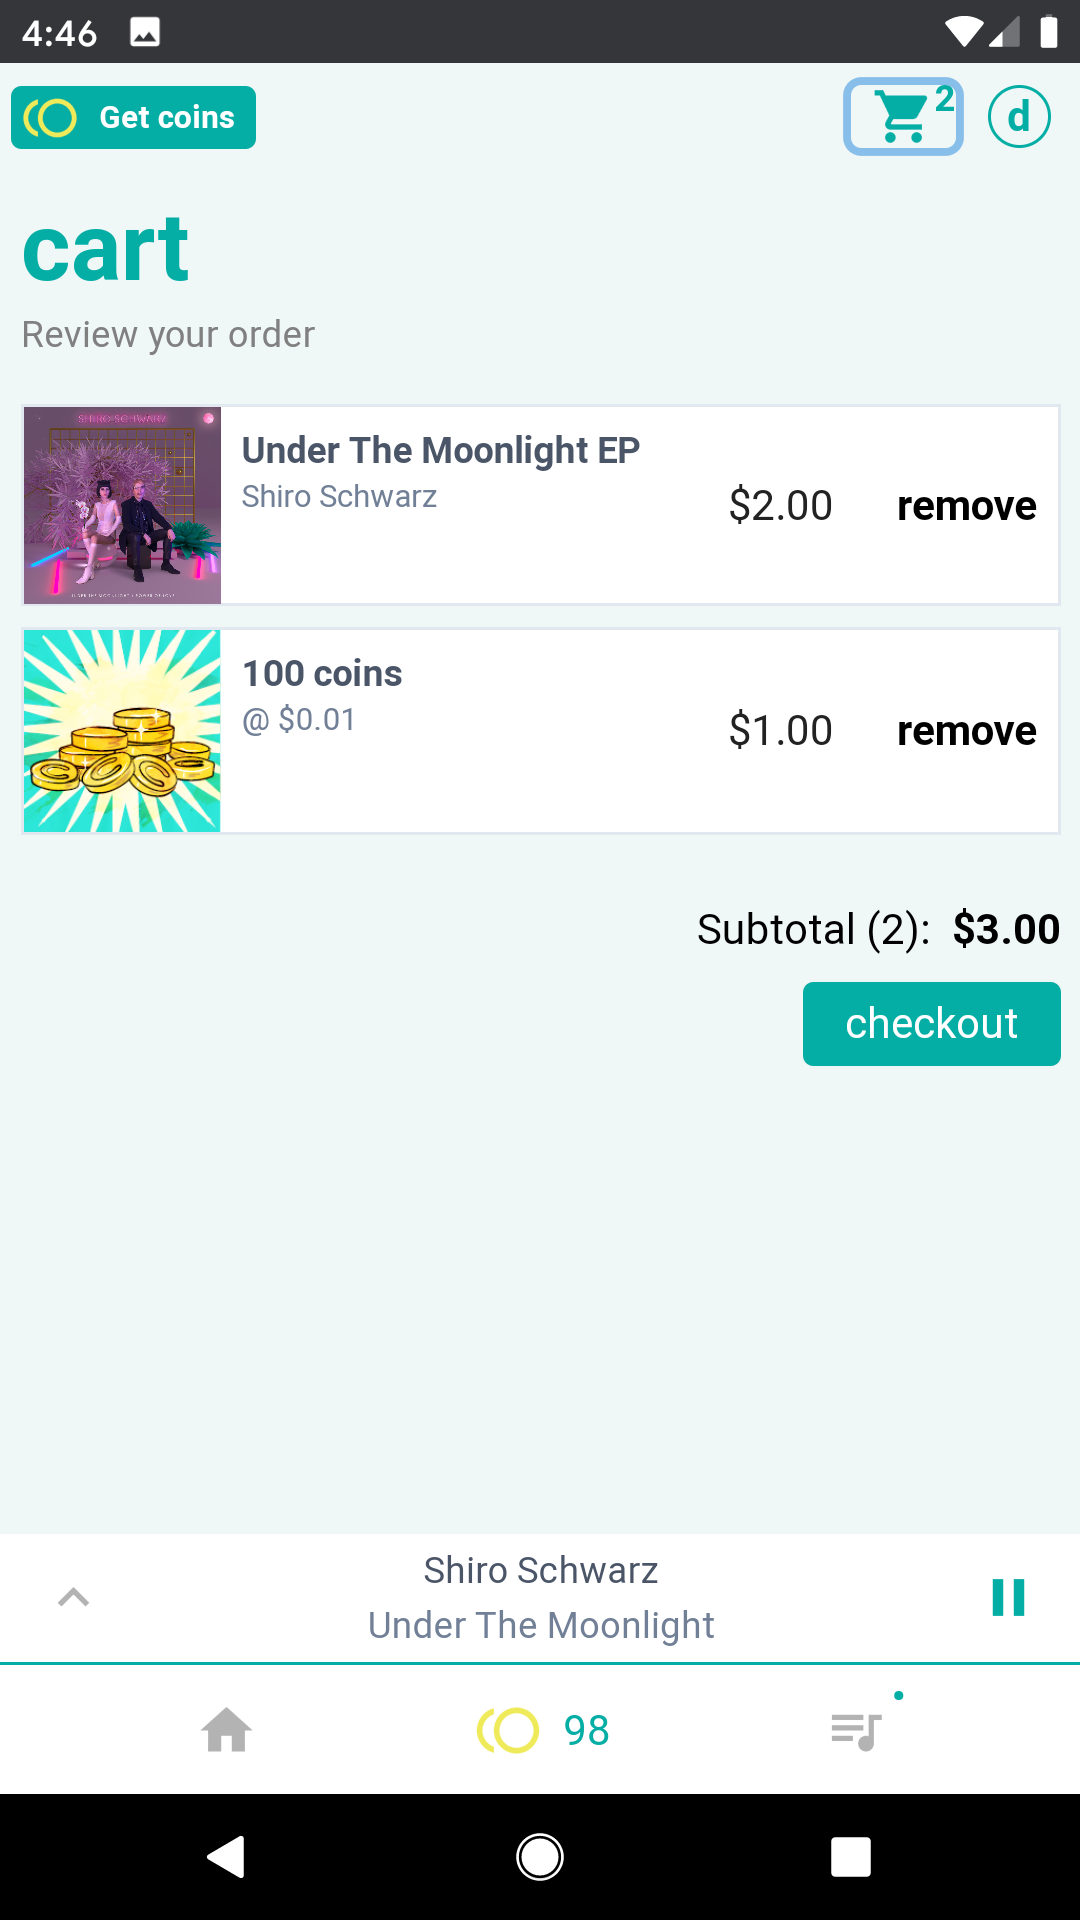 4:46
Get coins
2
d
cart
Review your order
SHIRO SCHWARZ
Under The Moonlight EP
Shiro Schwarz
$2.00
remove
100 coins
@ $0.01
$1.00
remove
Subtotal (2): $3.00
checkout
Shiro Schwarz
Under The Moonlight
98